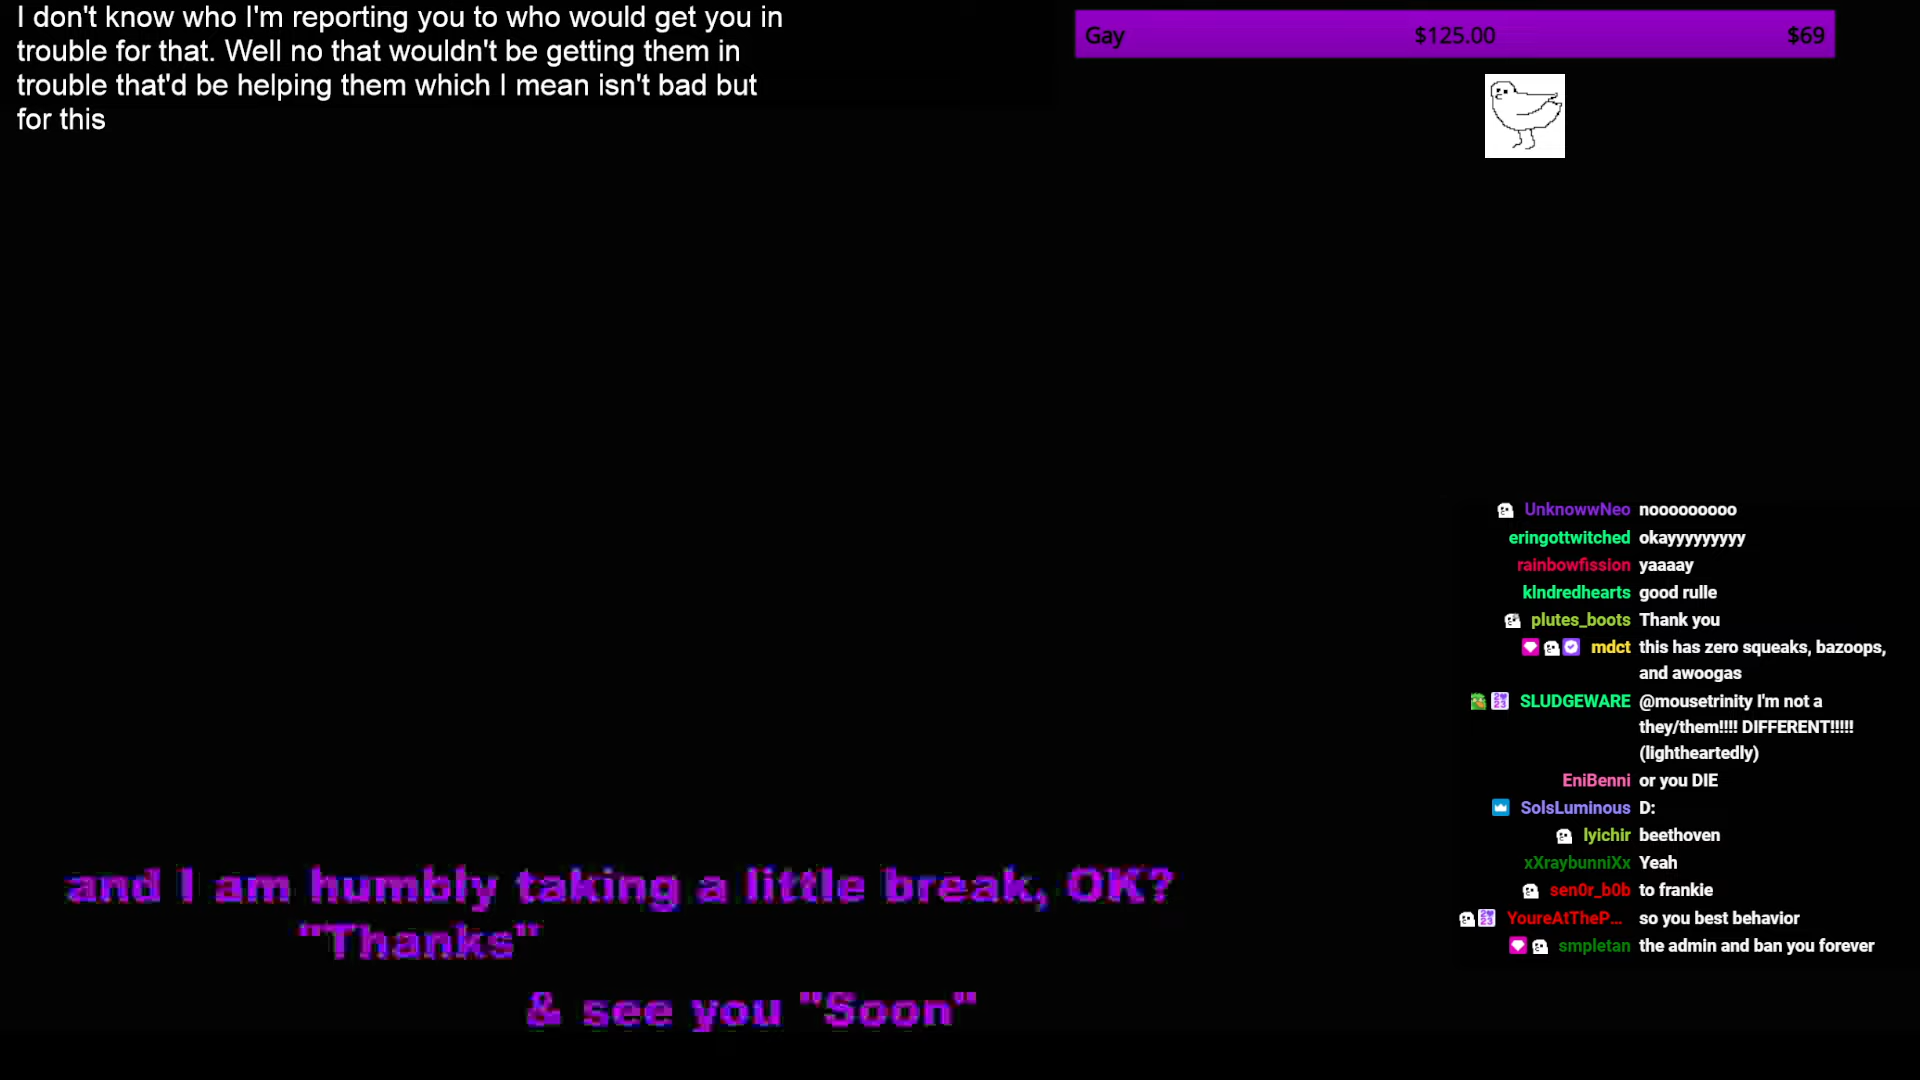 I don't know who I'm reporting you to who would get you in
trouble for that. Well no that wouldn't be getting them in
trouble that'd be helping them which I mean isn't bad but
for this
Gay $125.00 $69
UnknowwNeo nooooooooo
eringottwitched okayyyyyyyyy
rainbowfission yaaaay
klndredhearts good rulle
plutes_boots Thank you
mdct this has zero squeaks, bazoops,
and awoogas
SLUDGEWARE @mousetrinity I'm not a
they/them!!!! DIFFERENT!!!!!
(lightheartedly)
EniBenni or you DIE
SolsLuminous D:
lyichir beethoven
xXraybunniXx Yeah
sen0r_b0b to frankie
YoureAtTheP... so you best behavior
smpletan the admin and ban you forever
and I am humbly taking a little break, OK?
"Thanks"
& see you "Soon"